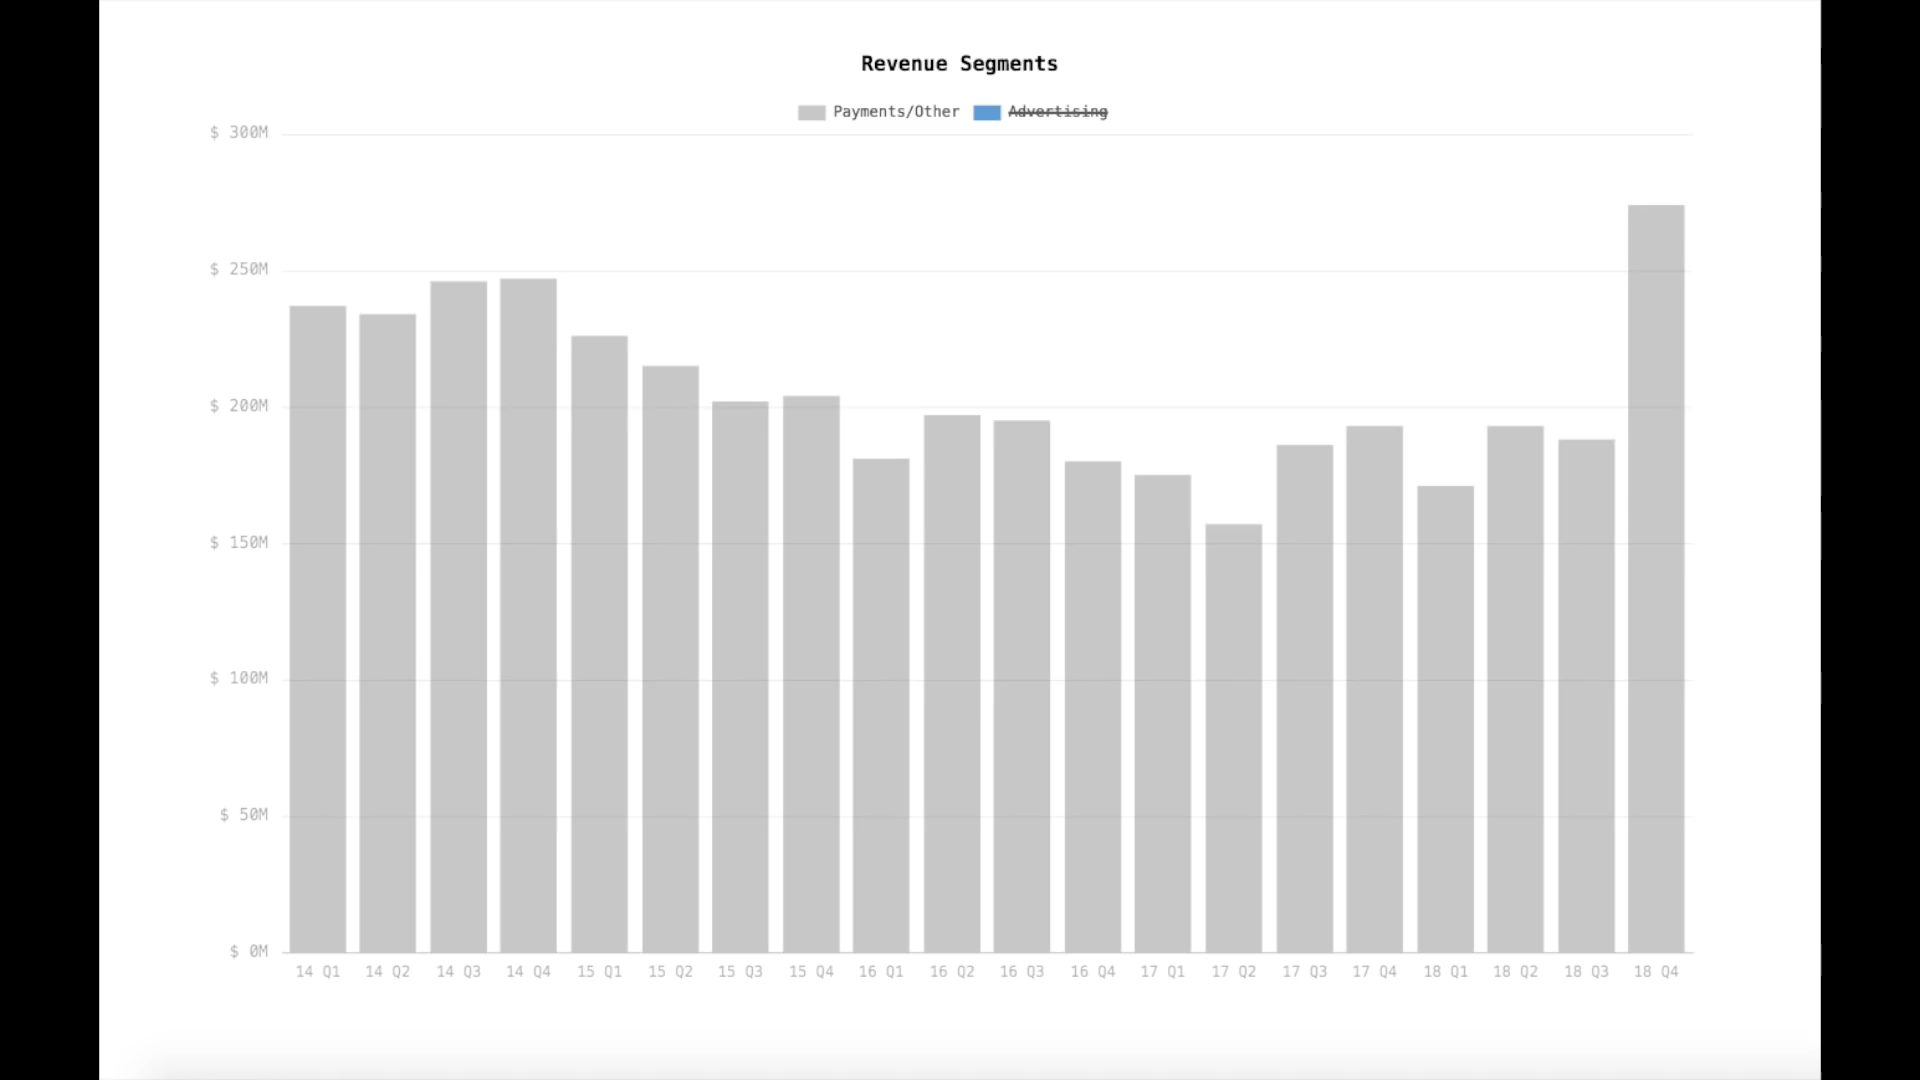 Revenue Segments
Payments/Other Advertising
$ 300M
$ 250M
$ 200M
$ 150M
$ 100M
$ 50M
$ 0M
14 Q1 14 Q2 14 Q3 14 Q4 15 Q1 15 Q2 15 Q3 15 Q4 16 Q1 16 Q2 16 Q3 16 Q4 17 Q1 17 Q2 17 Q3 17 Q4 18 Q1 18 Q2 18 Q3 18 Q4